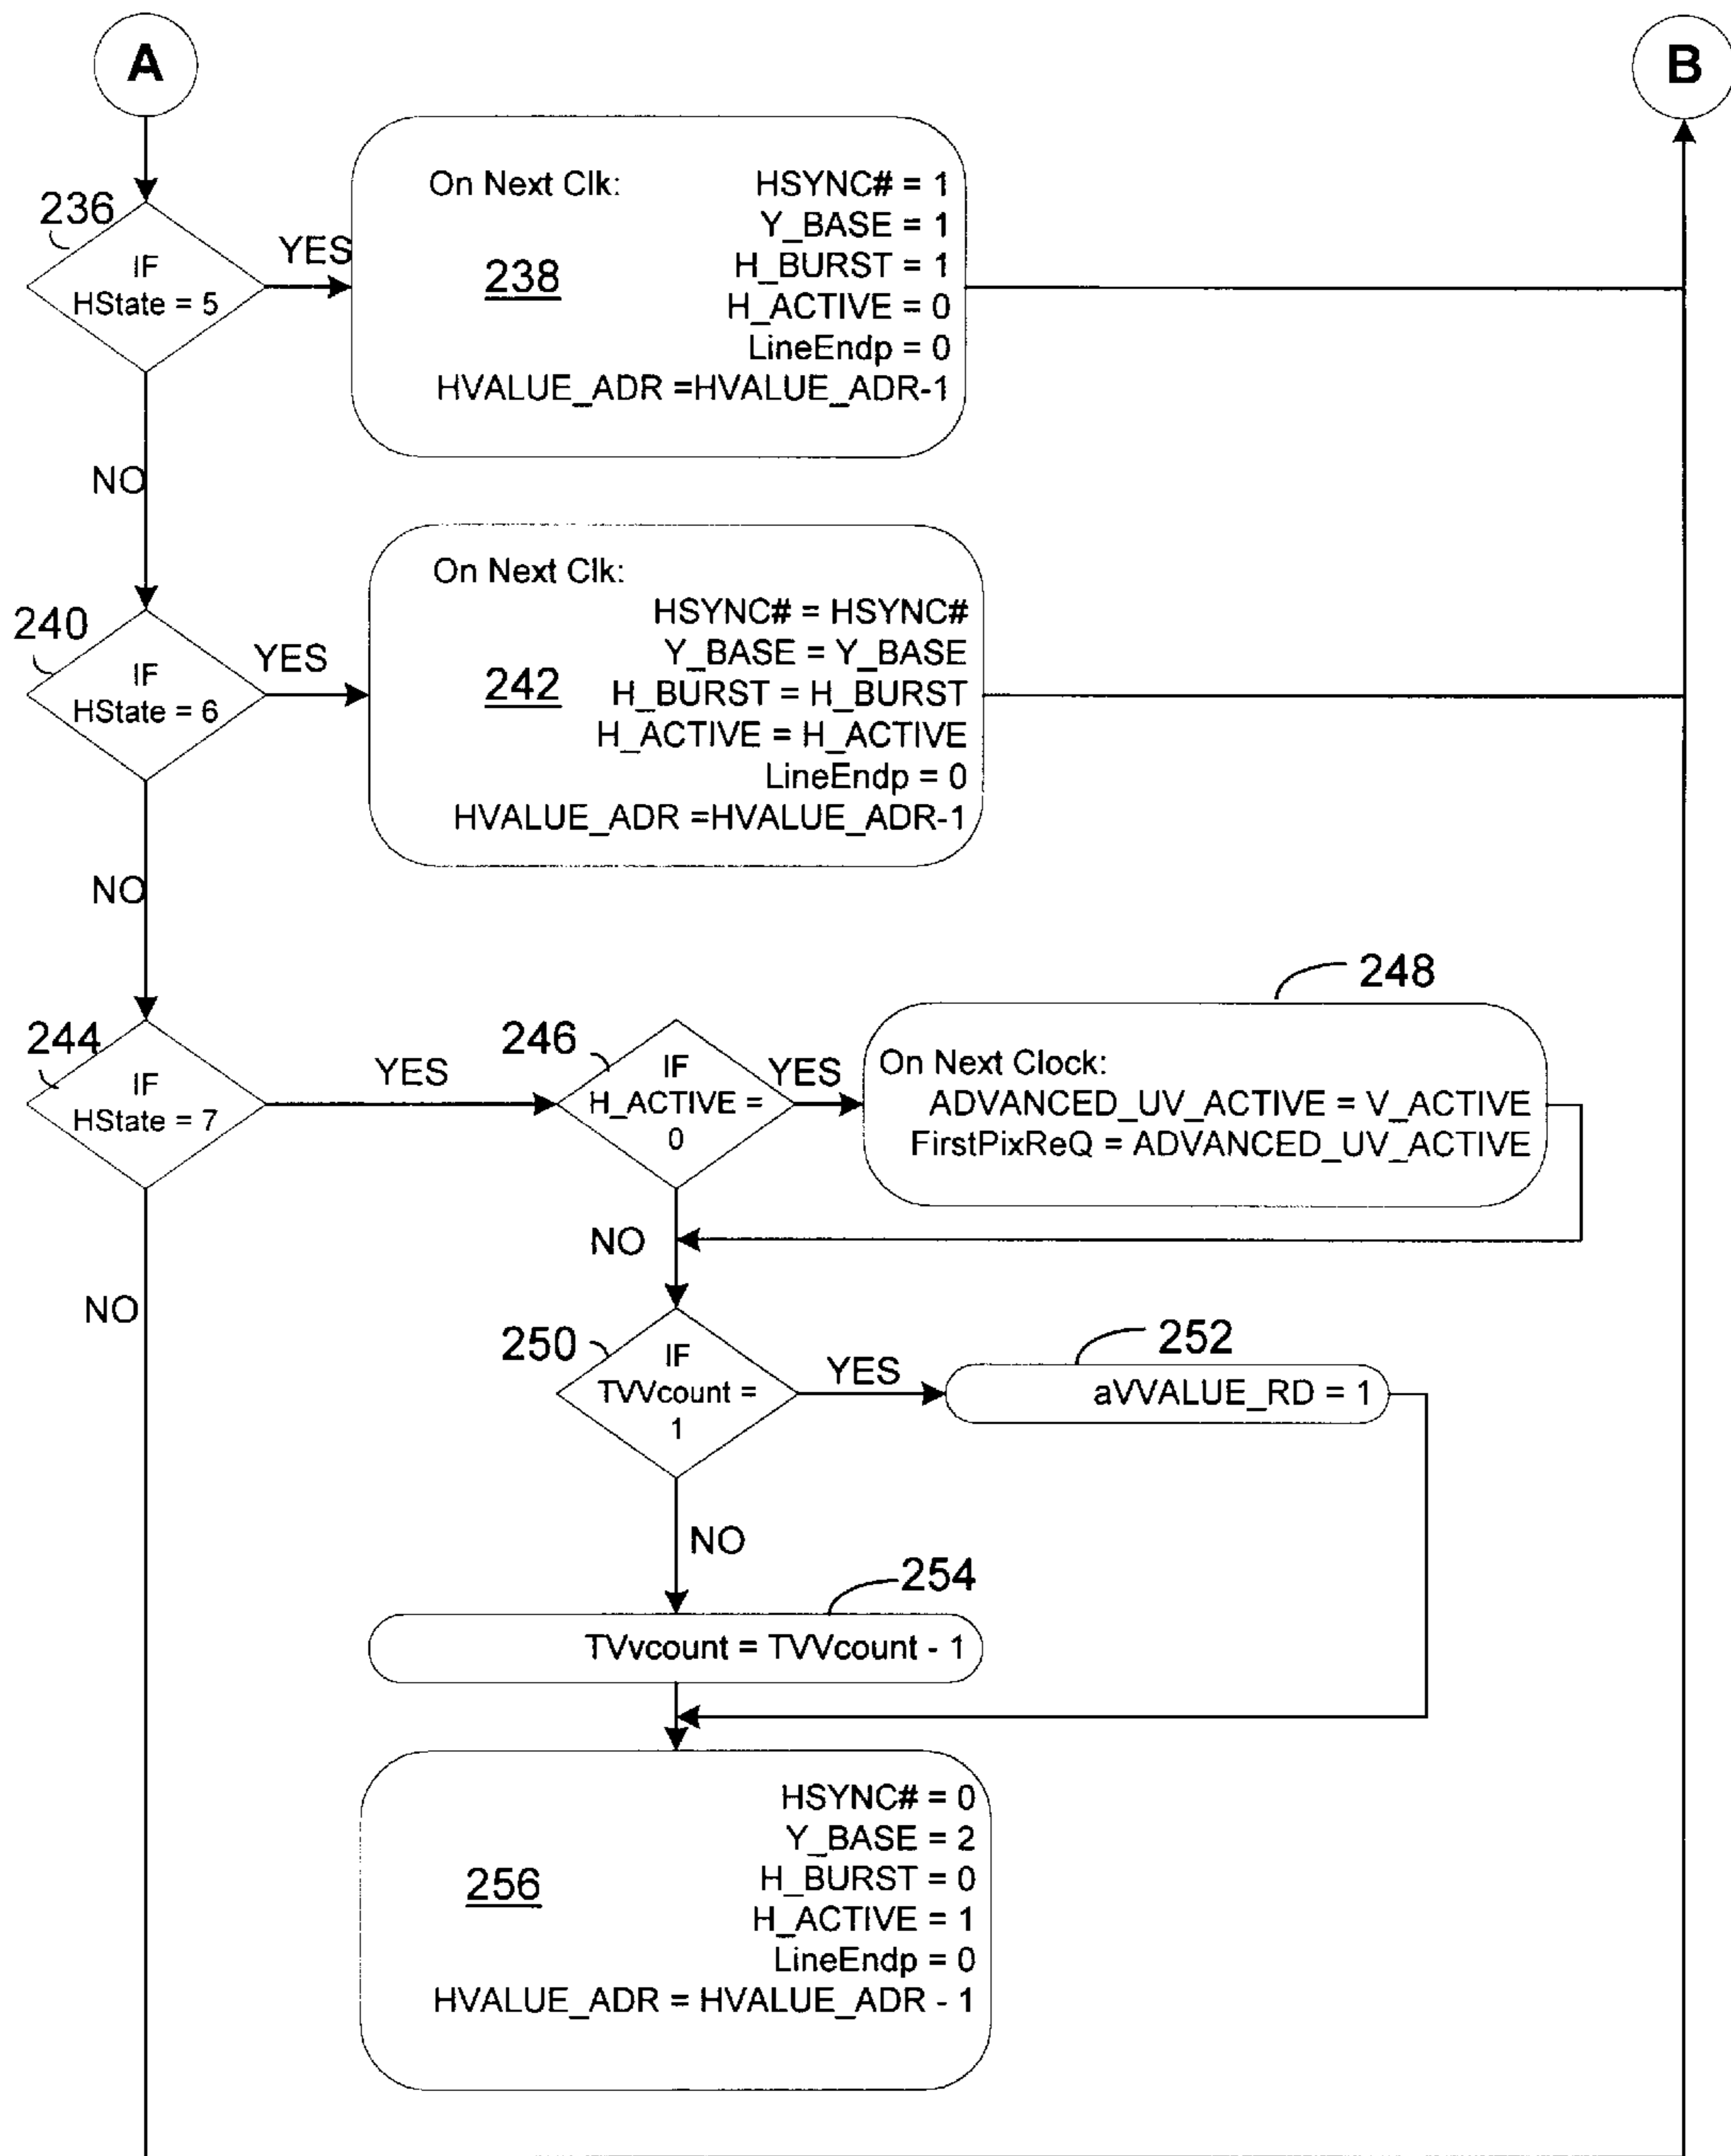 A
B
236
IF
HState = 5
YES
On Next Clk:
HSYNC# = 1
Y_BASE = 1
238
H_BURST = 1
H_ACTIVE = 0
LineEndp = 0
HVALUE_ADR =HVALUE_ADR-1
NO
240
IF
HState = 6
YES
On Next Clk:
HSYNC# = HSYNC#
Y_BASE = Y_BASE
242
H_BURST = H_BURST
H_ACTIVE = H_ACTIVE
LineEndp = 0
HVALUE_ADR =HVALUE_ADR-1
NO
244
IF
HState = 7
YES
246
IF
H_ACTIVE =
0
YES
248
On Next Clock:
ADVANCED_UV_ACTIVE = V_ACTIVE
FirstPixReQ = ADVANCED_UV_ACTIVE
NO
NO
250
IF
TVVcount =
1
YES
252
aVVALUE_RD = 1
NO
254
TVvcount = TVVcount - 1
256
HSYNC# = 0
Y_BASE = 2
H_BURST = 0
H_ACTIVE = 1
LineEndp = 0
HVALUE_ADR = HVALUE_ADR - 1